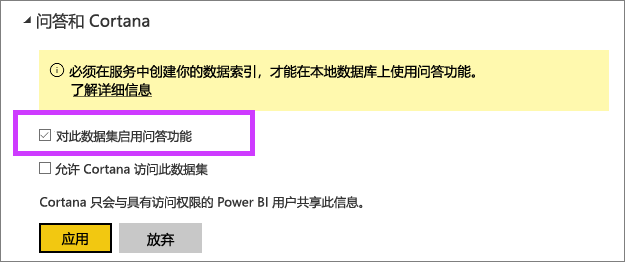 问答和 Cortana
必须在服务中创建你的数据索引，才能在本地数据库上使用问答功能。
了解详细信息
对此数据集启用问答功能
允许 Cortana 访问此数据集
Cortana 只会与具有访问权限的 Power BI 用户共享此信息。
应用 放弃